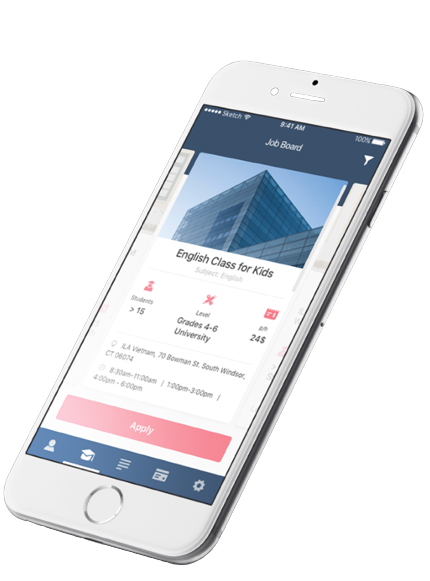 Sketch
8:41 AM
100%
Job Board
English Class for Kids
Subject: English
Students
> 15
Level
Grades 4-6
University
p/h
24$
ILA Vietnam, 70 Bowman St. South Windsor,
CT 06074
8:30am-11:00am | 1:00pm-3:00pm |
4:00pm - 6:00pm
Apply